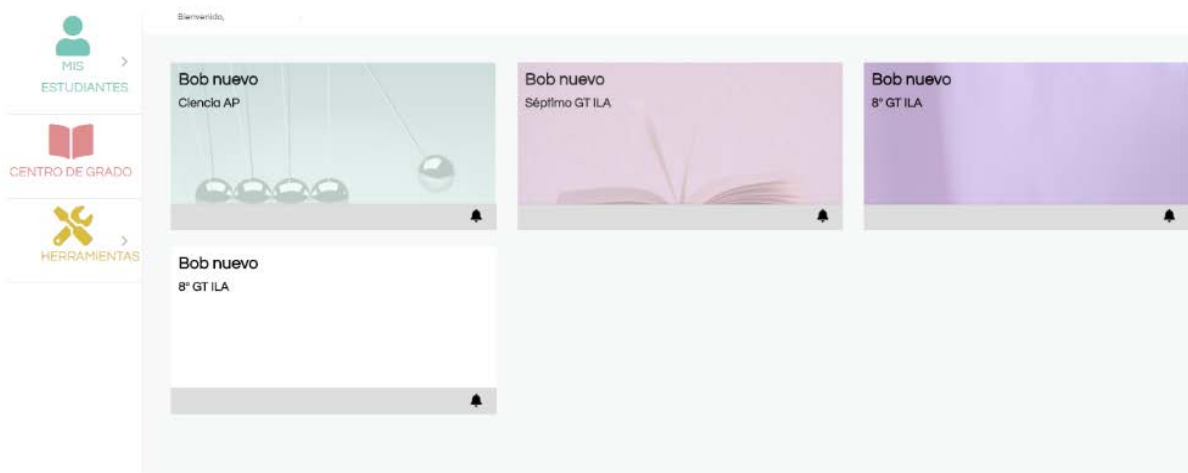 Bienvenido,
MIS
ESTUDIANTES
CENTRO DE GRADO
HERRAMIENTAS
Bob nuevo
Ciencia AP
Bob nuevo
Séptimo GT ILA
Bob nuevo
8° GT ILA
Bob nuevo
8° GT ILA